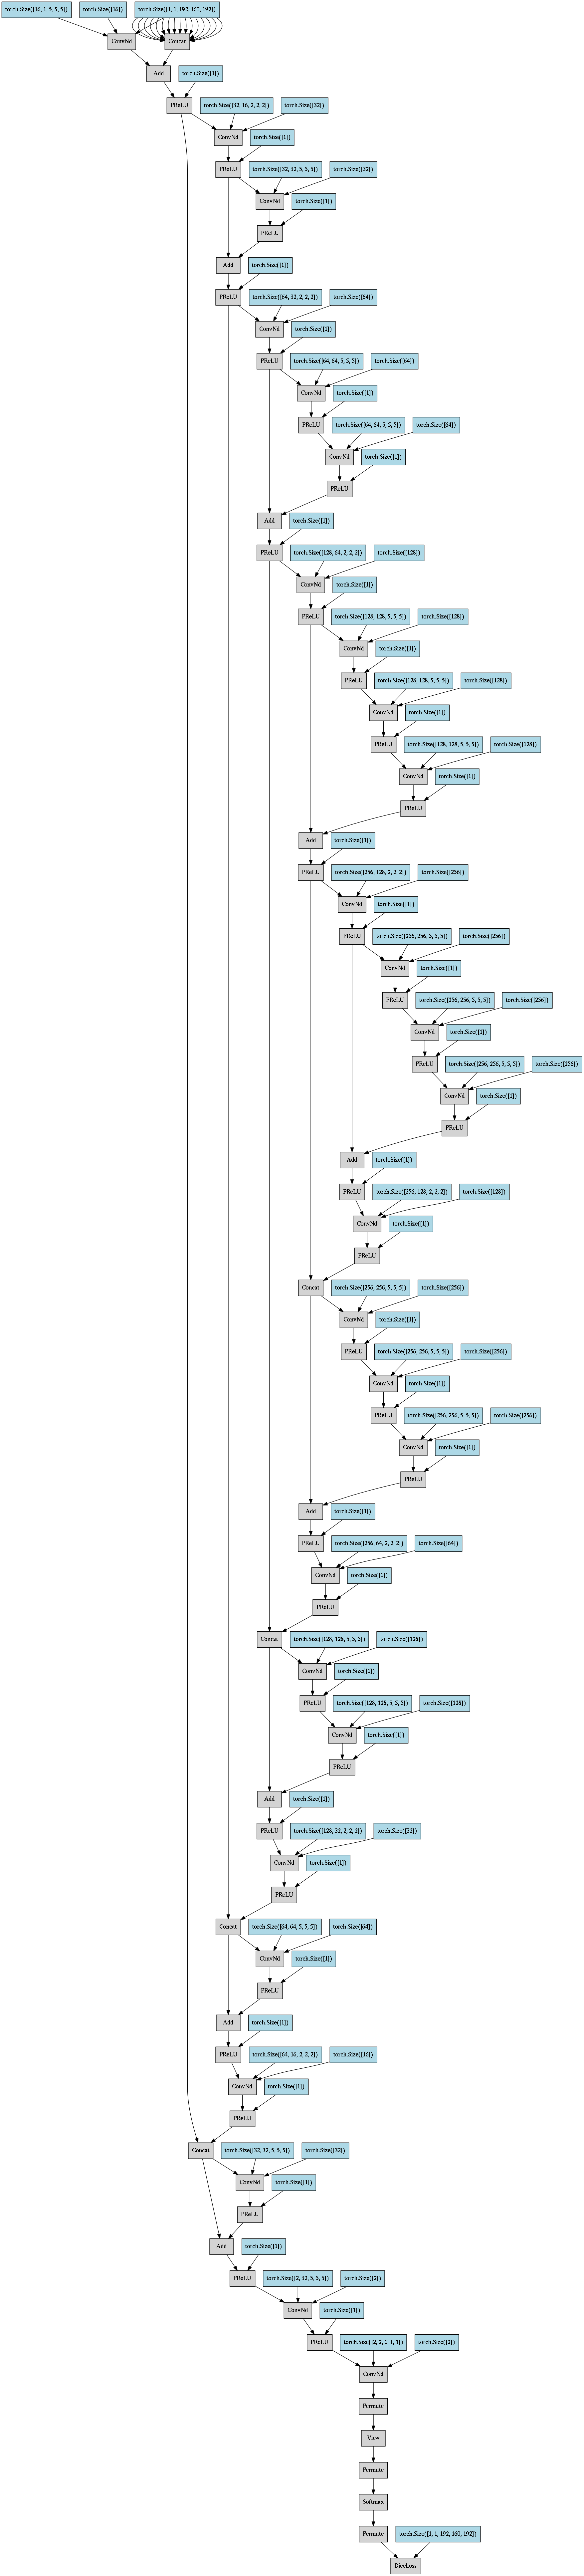 torch.Size([16, 1, 5, 5, 5]) torch.Size([16]) torch.Size([1, 1, 192, 160, 192])
ConvNd Concat
Add torch.Size([1])
PReLU torch.Size([32, 16, 2, 2, 2]) torch.Size([32])
ConvNd torch.Size([1])
PReLU torch.Size([32, 32, 5, 5, 5]) torch.Size([32])
ConvNd torch.Size([1])
PReLU
Add torch.Size([1])
PReLU torch.Size([64, 32, 2, 2, 2]) torch.Size([64])
ConvNd torch.Size([1])
PReLU torch.Size([64, 64, 5, 5, 5]) torch.Size([64])
ConvNd torch.Size([1])
PReLU torch.Size([64, 64, 5, 5, 5]) torch.Size([64])
ConvNd torch.Size([1])
PReLU
Add torch.Size([1])
PReLU torch.Size([128, 64, 2, 2, 2]) torch.Size([128])
ConvNd torch.Size([1])
PReLU torch.Size([128, 128, 5, 5, 5]) torch.Size([128])
ConvNd torch.Size([1])
PReLU torch.Size([128, 128, 5, 5, 5]) torch.Size([128])
ConvNd torch.Size([1])
PReLU torch.Size([128, 128, 5, 5, 5]) torch.Size([128])
ConvNd torch.Size([1])
PReLU
Add torch.Size([1])
PReLU torch.Size([256, 128, 2, 2, 2]) torch.Size([256])
ConvNd torch.Size([1])
PReLU torch.Size([256, 256, 5, 5, 5]) torch.Size([256])
ConvNd torch.Size([1])
PReLU torch.Size([256, 256, 5, 5, 5]) torch.Size([256])
ConvNd torch.Size([1])
PReLU torch.Size([256, 256, 5, 5, 5]) torch.Size([256])
ConvNd torch.Size([1])
PReLU
Add torch.Size([1])
PReLU torch.Size([256, 128, 2, 2, 2]) torch.Size([128])
ConvNd torch.Size([1])
PReLU
Concat torch.Size([256, 256, 5, 5, 5]) torch.Size([256])
ConvNd torch.Size([1])
PReLU torch.Size([256, 256, 5, 5, 5]) torch.Size([256])
ConvNd torch.Size([1])
PReLU torch.Size([256, 256, 5, 5, 5]) torch.Size([256])
ConvNd torch.Size([1])
PReLU
Add torch.Size([1])
PReLU torch.Size([256, 64, 2, 2, 2]) torch.Size([64])
ConvNd torch.Size([1])
PReLU
Concat torch.Size([128, 128, 5, 5, 5]) torch.Size([128])
ConvNd torch.Size([1])
PReLU torch.Size([128, 128, 5, 5, 5]) torch.Size([128])
ConvNd torch.Size([1])
PReLU
Add torch.Size([1])
PReLU torch.Size([128, 32, 2, 2, 2]) torch.Size([32])
ConvNd torch.Size([1])
PReLU
Concat torch.Size([64, 64, 5, 5, 5]) torch.Size([64])
ConvNd torch.Size([1])
PReLU
Add torch.Size([1])
PReLU torch.Size([64, 16, 2, 2, 2]) torch.Size([16])
ConvNd torch.Size([1])
PReLU
Concat torch.Size([32, 32, 5, 5, 5]) torch.Size([32])
ConvNd torch.Size([1])
PReLU
Add torch.Size([1])
PReLU torch.Size([2, 32, 5, 5, 5]) torch.Size([2])
ConvNd torch.Size([1])
PReLU torch.Size([2, 2, 1, 1, 1]) torch.Size([2])
ConvNd
Permute
View
Permute
Softmax
Permute torch.Size([1, 1, 192, 160, 192])
DiceLoss